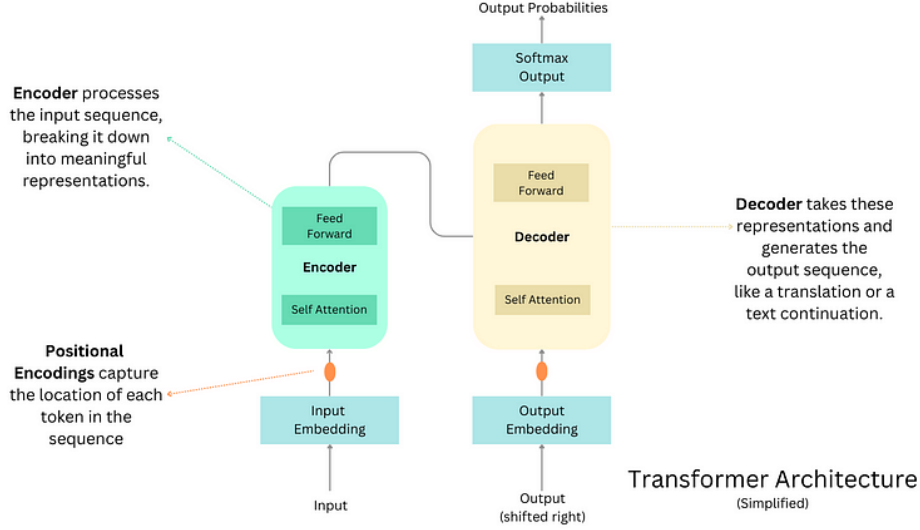 Output Probabilities
Softmax
Output
Encoder processes
the input sequence,
breaking it down
into meaningful
representations.
Feed
Forward
Encoder
Self Attention
Feed
Forward
Decoder
Self Attention
Decoder takes these
representations and
generates the
output sequence,
like a translation or a
text continuation.
Positional
Encodings capture
the location of each
token in the
sequence
Input
Embedding
Output
Embedding
Input
Output
(shifted right)
Transformer Architecture
(Simplified)